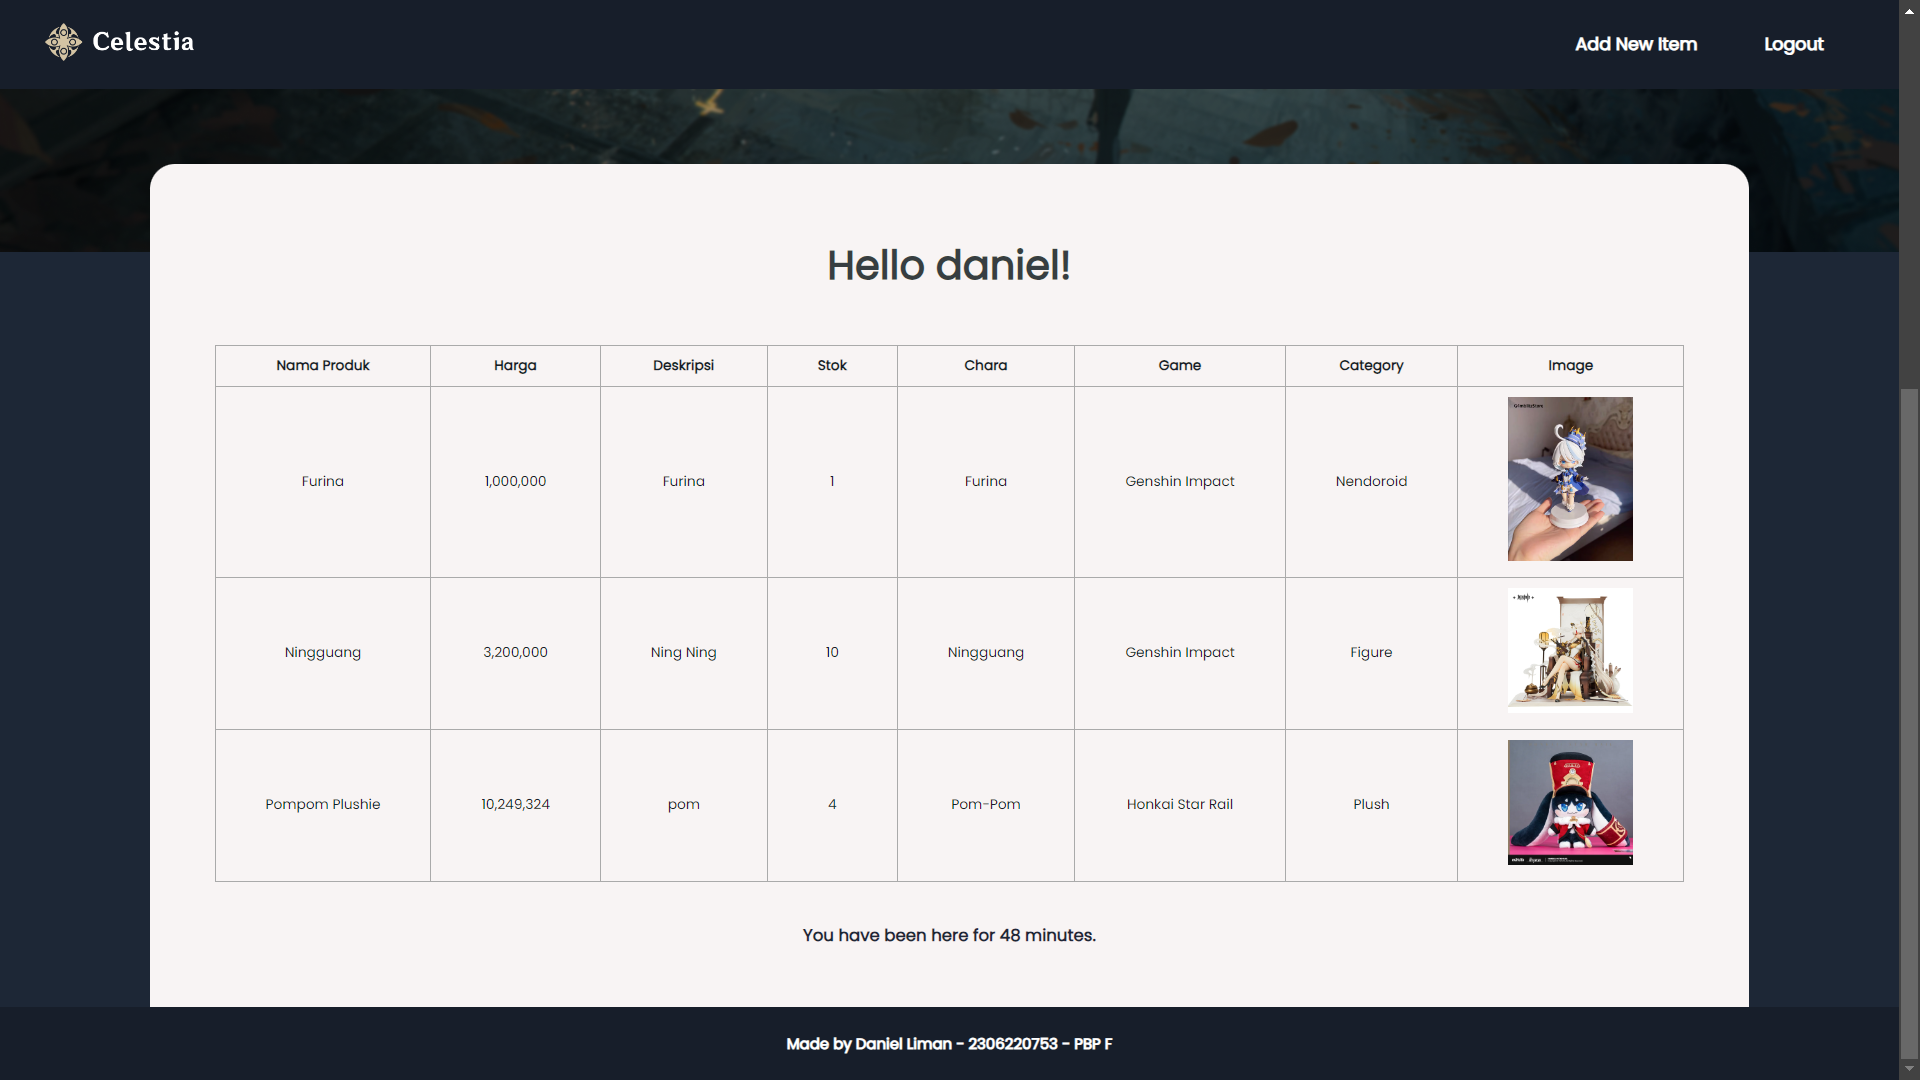 Celestia
Add New Item Logout
Hello daniel!
Nama Produk Harga Deskripsi Stok Chara Game Category Image
Furina 1,000,000 Furina 1 Furina Genshin Impact Nendoroid
Ningguang 3,200,000 Ning Ning 10 Ningguang Genshin Impact Figure
Pompom Plushie 10,249,324 pom 4 Pom-Pom Honkai Star Rail Plush
You have been here for 48 minutes.
Made by Daniel Liman - 2306220753 - PBP F